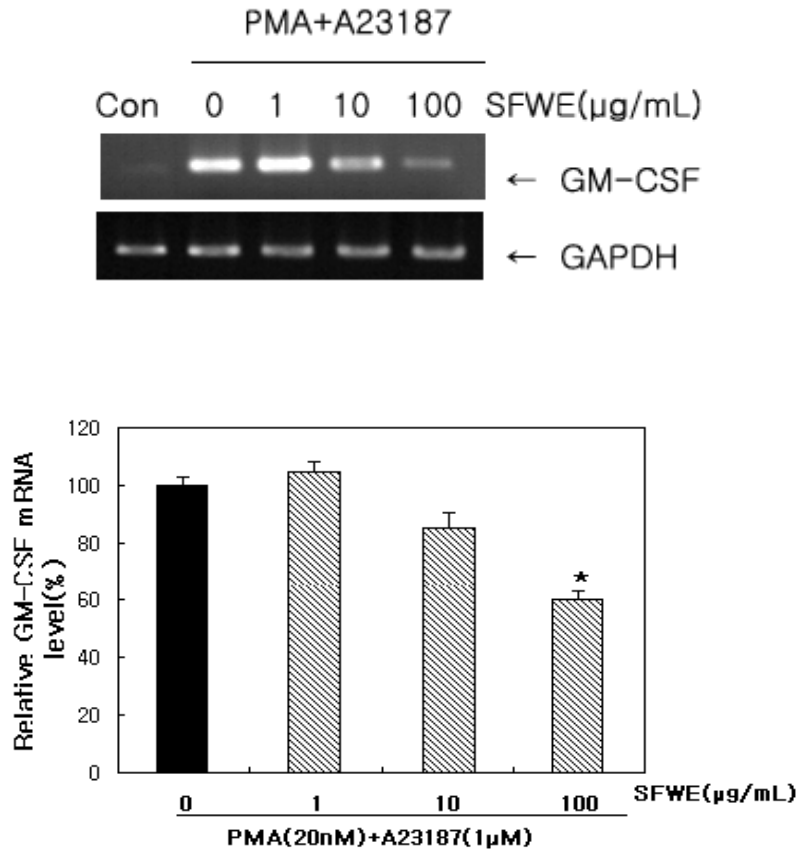 PMA+A23187
Con 0 1 10 100 SFWE(μg/mL)
← GM-CSF
← GAPDH
Relative GM-CSF mRNA
level(%)
120
100
80
60
40
20
0
*
0 1 10 100 SFWE(μg/mL)
PMA(20nM)+A23187(1μM)